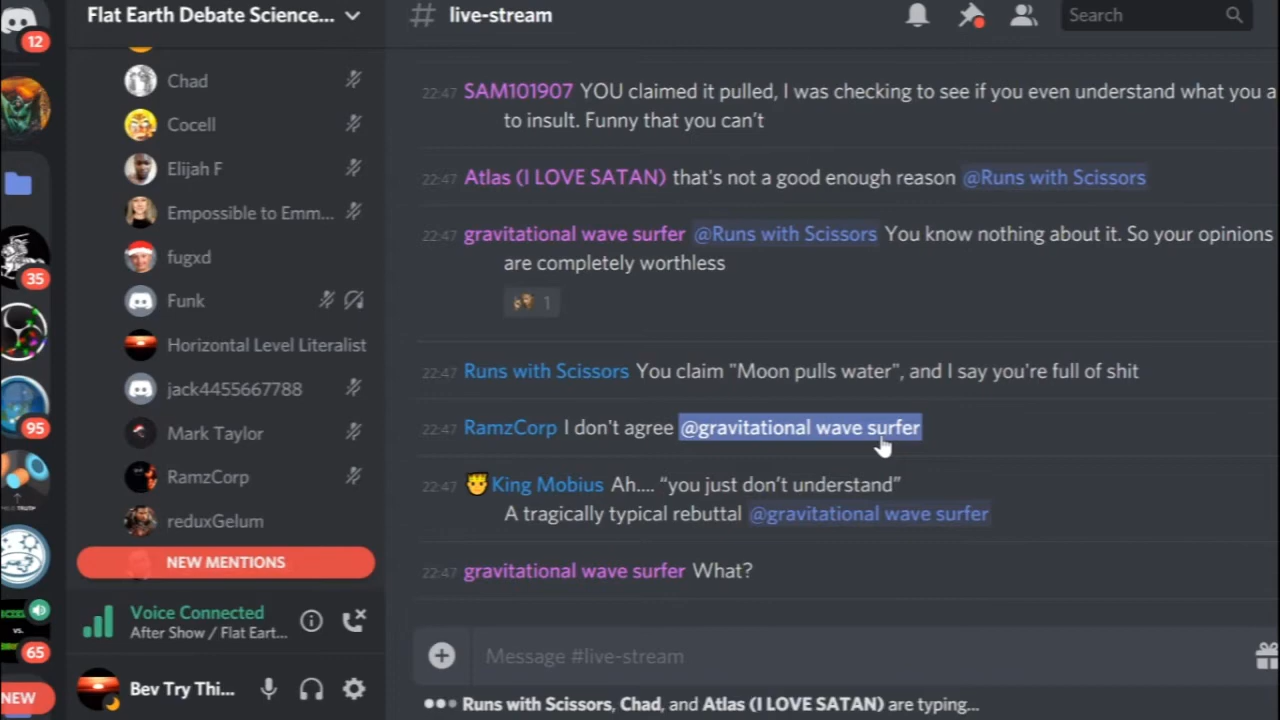 12
Flat Earth Debate Science...
# live-stream
Search
Chad
Cocell
Elijah F
Empossible to Emm...
fugxd
Funk
Horizontal Level Literalist
jack4455667788
Mark Taylor
RamzCorp
reduxGelum
NEW MENTIONS
Voice Connected
After Show / Flat Eart...
Bev Try Thi...
35
95
65
NEW
22:47 SAM101907 YOU claimed it pulled, I was checking to see if you even understand what you a
to insult. Funny that you can't
22:47 Atlas (I LOVE SATAN) that's not a good enough reason @Runs with Scissors
22:47 gravitational wave surfer @Runs with Scissors You know nothing about it. So your opinions
are completely worthless
1
22:47 Runs with Scissors You claim "Moon pulls water", and I say you're full of shit
22:47 RamzCorp I don't agree @gravitational wave surfer
22:47 King Mobius Ah.... “you just don't understand”
A tragically typical rebuttal @gravitational wave surfer
22:47 gravitational wave surfer What?
Message #live-stream
Runs with Scissors, Chad, and Atlas (I LOVE SATAN) are typing...